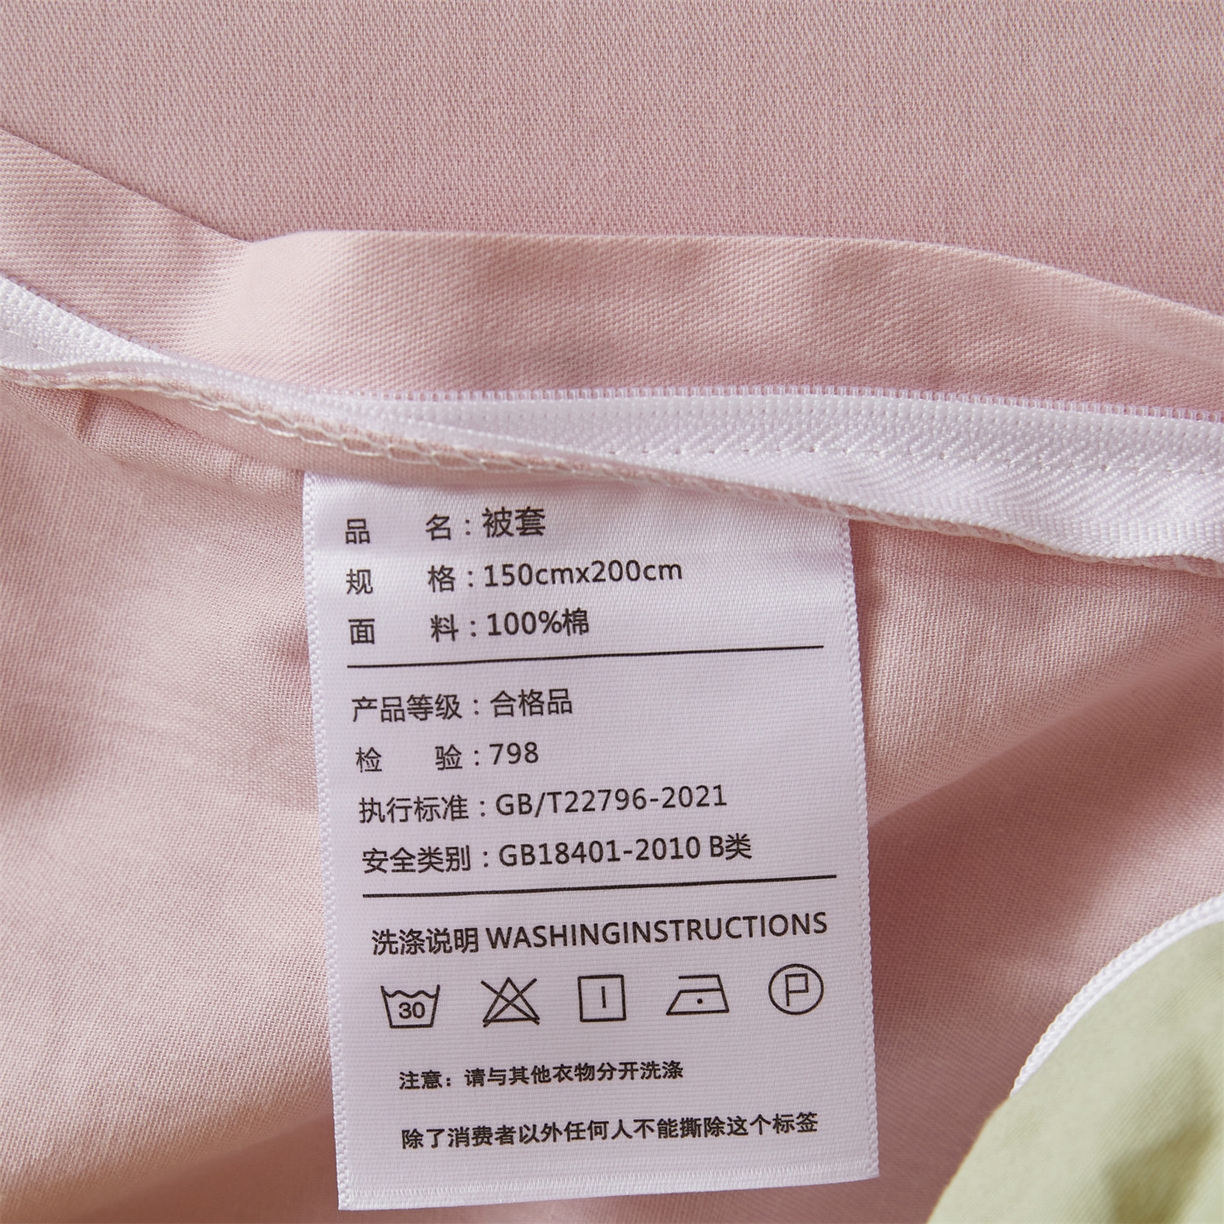 品 名：被套
规 格：150cmx200cm
面 料：100%棉
产品等级：合格品
检 验：798
执行标准：GB/T22796-2021
安全类别：GB18401-2010 B类
洗涤说明 WASHINGINSTRUCTIONS
30 P
注意：请与其他衣物分开洗涤
除了消费者以外任何人不能撕除这个标签